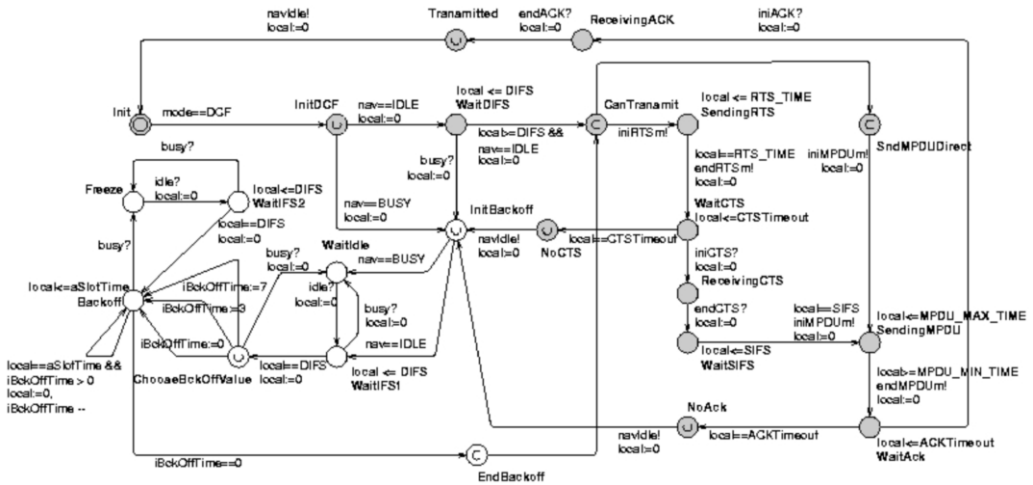 navIdle!
local:=0
Tranamitted
endACK?
local:=0
ReceivingACK
iniACK?
local:=0
Init
mode==DCF
InitDCF
nav==IDLE
local:=0
local <= DIFS
WaitDIFS
local>=DIFS &&
nav==IDLE
local:=0
CanTranamit
iniRTSm!
local <= RTS_TIME
SendingRTS
SndMPDUDirect
iniMPDUm!
local:=0
busy?
Freeze
idle?
local:=0
local<=DIFS
WaitIFS2
local==DIFS
local:=0
busy?
nav==BUSY
local:=0
busy?
local:=0
InitBackoff
local==RTS_TIME
endRTSm!
local:=0
WaitCTS
local<=CTSTimeout
navIdle!
local:=0
NoCTS
local==CTSTimeout
iniCTS?
local:=0
ReceivingCTS
endCTS?
local:=0
local<=SIFS
WaitSIFS
local==SIFS
iniMPDUm!
local:=0
local<=MPDU_MAX_TIME
SendingMPDU
local>=MPDU_MIN_TIME
endMPDUm!
local:=0
local<=aSlotTime
Backoff
iBckOffTime:=7
iBckOffTime:=3
iBckOffTime:=0
busy?
local:=0
WaitIdle
nav==BUSY
idle?
local:=0
busy?
local:=0
nav==IDLE
local==DIFS
local:=0
local <= DIFS
WaitIFS1
ChooaeBckOffValue
local==aSlotTime &&
iBckOffTime > 0
local:=0,
iBckOffTime --
iBckOffTime==0
EndBackoff
navIdle!
local:=0
NoAck
local==ACKTimeout
local<=ACKTimeout
WaitAck